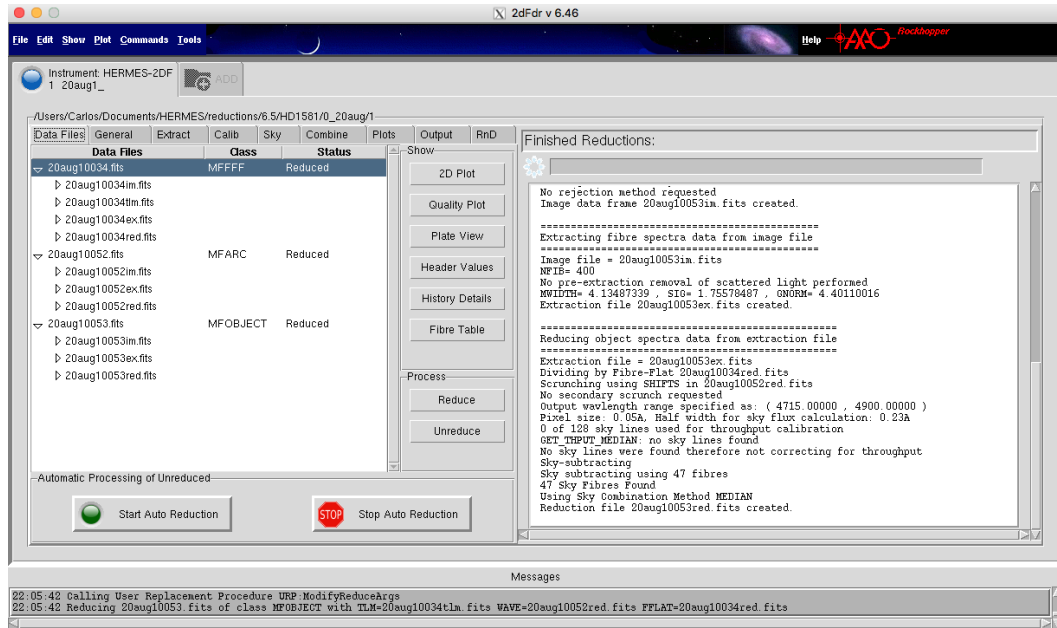 2dFdr v 6.46
File Edit Show Plot Commands Tools
Help
AAO
Rockhopper
Instrument: HERMES-2DF
1 20aug1_
ADD
/Users/Carlos/Documents/HERMES/reductions/6.5/HD1581/0_20aug/1
Data Files General Extract Calib Sky Combine Plots Output RnD
Data Files Class Status
20aug10034.fits MFFFF Reduced
20aug10034im.fits
20aug10034tlm.fits
20aug10034ex.fits
20aug10034red.fits
20aug10052.fits MFARC Reduced
20aug10052im.fits
20aug10052ex.fits
20aug10052red.fits
20aug10053.fits MFOBJECT Reduced
20aug10053im.fits
20aug10053ex.fits
20aug10053red.fits
Show
2D Plot
Quality Plot
Plate View
Header Values
History Details
Fibre Table
Process
Reduce
Unreduce
Automatic Processing of Unreduced
Start Auto Reduction
STOP Stop Auto Reduction
Finished Reductions:
No rejection method requested
Image data frame 20aug10053im.fits created.
==============================================
Extracting fibre spectra data from image file
==============================================
Image file = 20aug10053im.fits
NFIB= 400
No pre-extraction removal of scattered light performed
MWIDTH= 4.13487339 , SIG= 1.75578487 , GNORM= 4.40110016
Extraction file 20aug10053ex.fits created.
=================================================
Reducing object spectra data from extraction file
=================================================
Extraction file = 20aug10053ex.fits
Dividing by Fibre-Flat 20aug10034red.fits
Scrunching using SHIFTS in 20aug10052red.fits
No secondary scrunch requested
Output wavlength range specified as: ( 4715.00000 , 4900.00000 )
Pixel size: 0.05A, Half width for sky flux calculation: 0.23A
0 of 128 sky lines used for throughput calibration
GET_THPUT_MEDIAN: no sky lines found
No sky lines were found therefore not correcting for throughput
Sky-subtracting
Sky subtracting using 47 fibres
47 Sky Fibres Found
Using Sky Combination Method MEDIAN
Reduction file 20aug10053red.fits created.
Messages
22:05:42 Calling User Replacement Procedure URP:ModifyReduceArgs
22:05:42 Reducing 20aug10053.fits of class MFOBJECT with TLM=20aug10034tlm.fits WAVE=20aug10052red.fits FFLAT=20aug10034red.fits